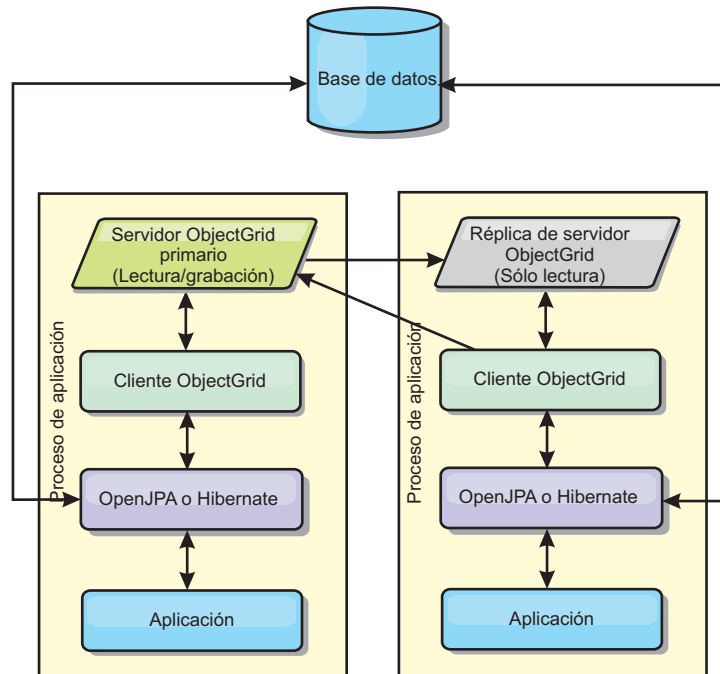 Base de datos
Servidor ObjectGrid
primario
(Lectura/grabación)
Cliente ObjectGrid
OpenJPA o Hibernate
Aplicación
Proceso de aplicación
Réplica de servidor
ObjectGrid
(Sólo lectura)
Cliente ObjectGrid
OpenJPA o Hibernate
Aplicación
Proceso de aplicación